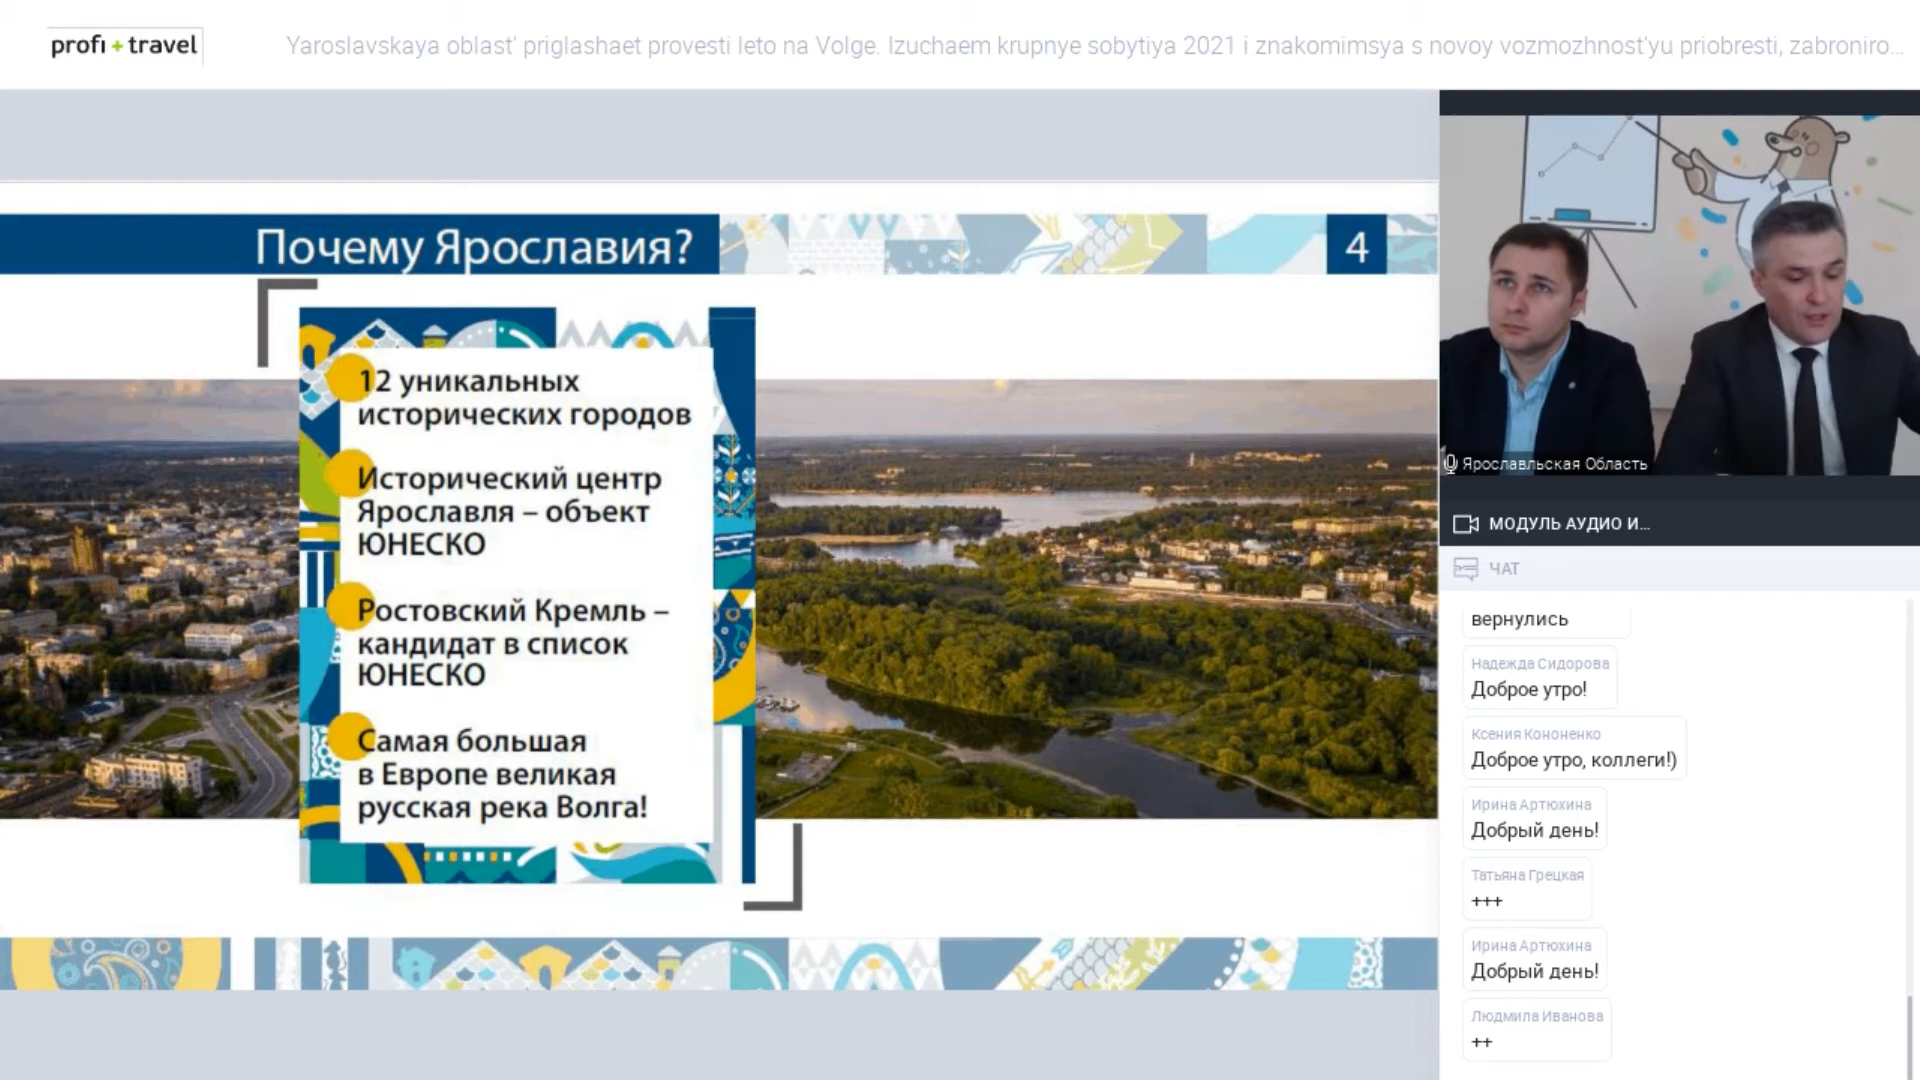 profi + travel
Yaroslavskaya oblast' priglashaet provesti leto na Volge. Izuchaem krupnye sobytiya 2021 i znakomimsya s novoy vozmozhnost'yu priobresti, zabroniro...
Почему Ярославия?
4
12 уникальных
исторических городов
Исторический центр
Ярославля – объект
ЮНЕСКО
Ростовский Кремль –
кандидат в список
ЮНЕСКО
Самая большая
в Европе великая
русская река Волга!
Ярославльская Область
МОДУЛЬ АУДИО И...
ЧАТ
вернулись
Надежда Сидорова
Доброе утро!
Ксения Кононенко
Доброе утро, коллеги!)
Ирина Артюхина
Добрый день!
Татьяна Грецкая
+++
Ирина Артюхина
Добрый день!
Людмила Иванова
++